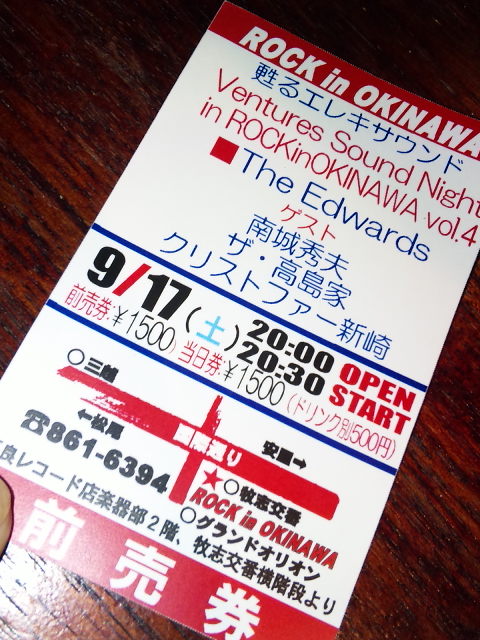 ROCK in OKINAWA
甦るエレキサウンド
Ventures Sound Night
in ROCKinOKINAWA vol.4
■The Edwards
ゲスト
南城秀夫
ザ・高島家
クリストファー新崎
9/17(土) 20:00 OPEN
20:30 START
前売券:¥1500 当日券:¥1500 (ドリンク別500円)
○三越
←松尾 国際通り 安里→
☎861-6394
★○牧志交番
ROCK in OKINAWA
○グランドオリオン
良レコード店楽器部2階、牧志交番横階段より
前売券